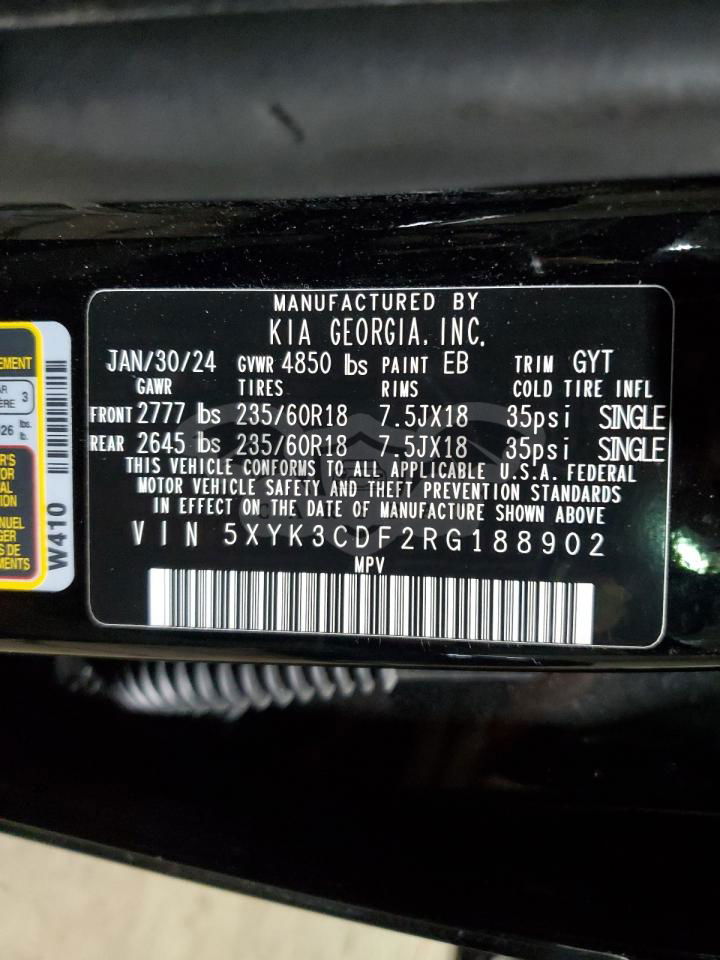 MANUFACTURED BY
KIA GEORGIA, INC.
JAN/30/24 GVWR 4850 lbs PAINT EB TRIM GYT
GAWR TIRES RIMS COLD TIRE INFL
FRONT 2777 lbs 235/60R18 7.5JX18 35psi SINGLE
REAR 2645 lbs 235/60R18 7.5JX18 35psi SINGLE
THIS VEHICLE CONFORMS TO ALL APPLICABLE U.S.A. FEDERAL
MOTOR VEHICLE SAFETY AND THEFT PREVENTION STANDARDS
IN EFFECT ON THE DATE OF MANUFACTURE SHOWN ABOVE
VIN 5XYK3CDF2RG188902
MPV
W410
3
lbs.
lb.